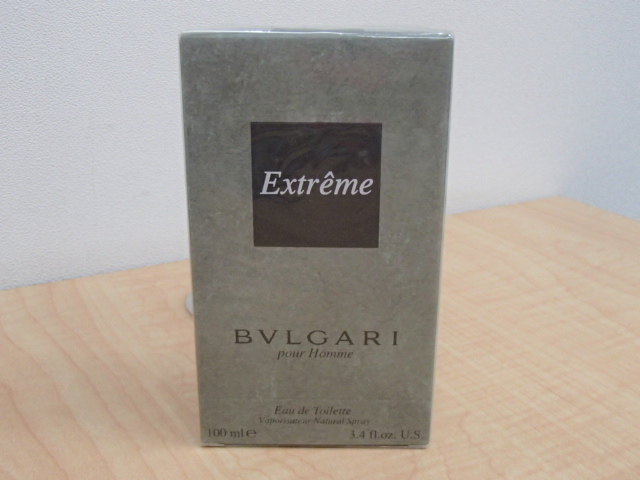 Extrême
BVLGARI
pour Homme
Eau de Toilette
Vaporisateur Natural Spray
100 ml ℮ 3.4 fl.oz. U.S.